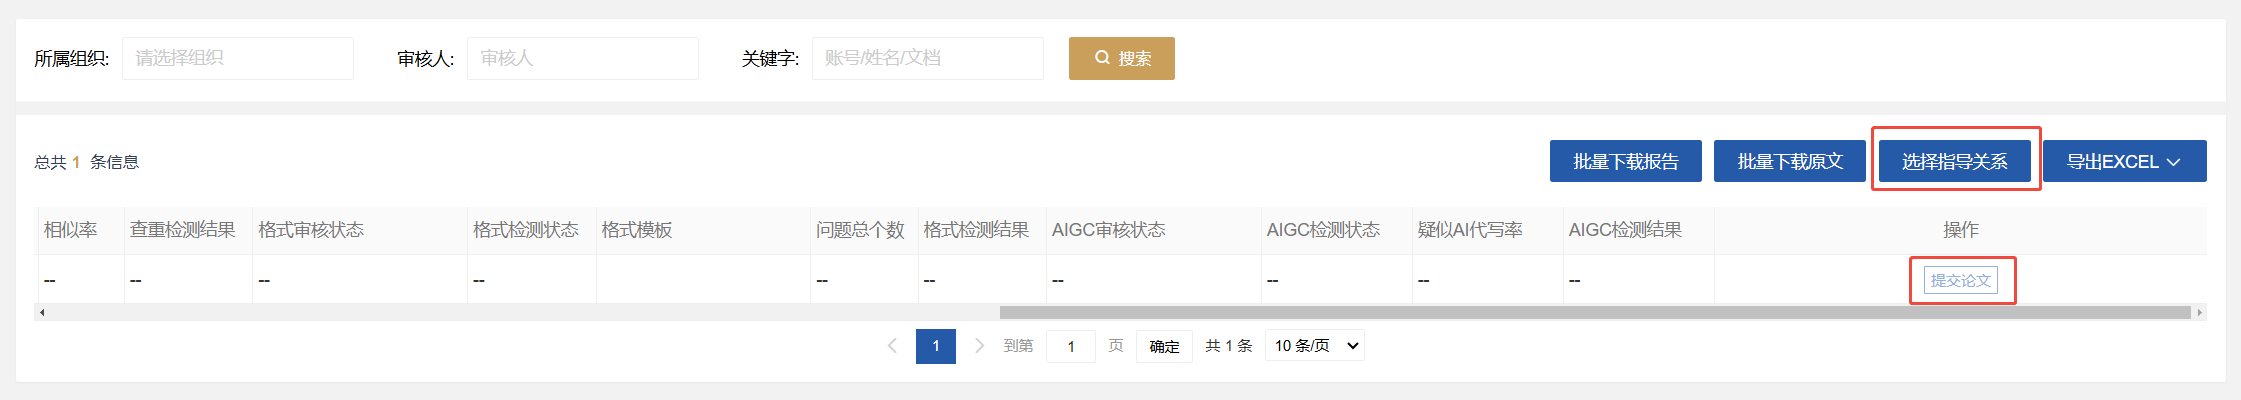 所属组织: 请选择组织 审核人: 审核人 关键字: 账号/姓名/文档 搜索
总共 1 条信息 批量下载报告 批量下载原文 选择指导关系 导出EXCEL
相似率 查重检测结果 格式审核状态 格式检测状态 格式模板 问题总个数 格式检测结果 AIGC审核状态 AIGC检测状态 疑似AI代写率 AIGC检测结果 操作
-- -- -- -- -- -- -- -- -- -- 提交论文
1 到第 1 页 确定 共 1 条 10 条/页